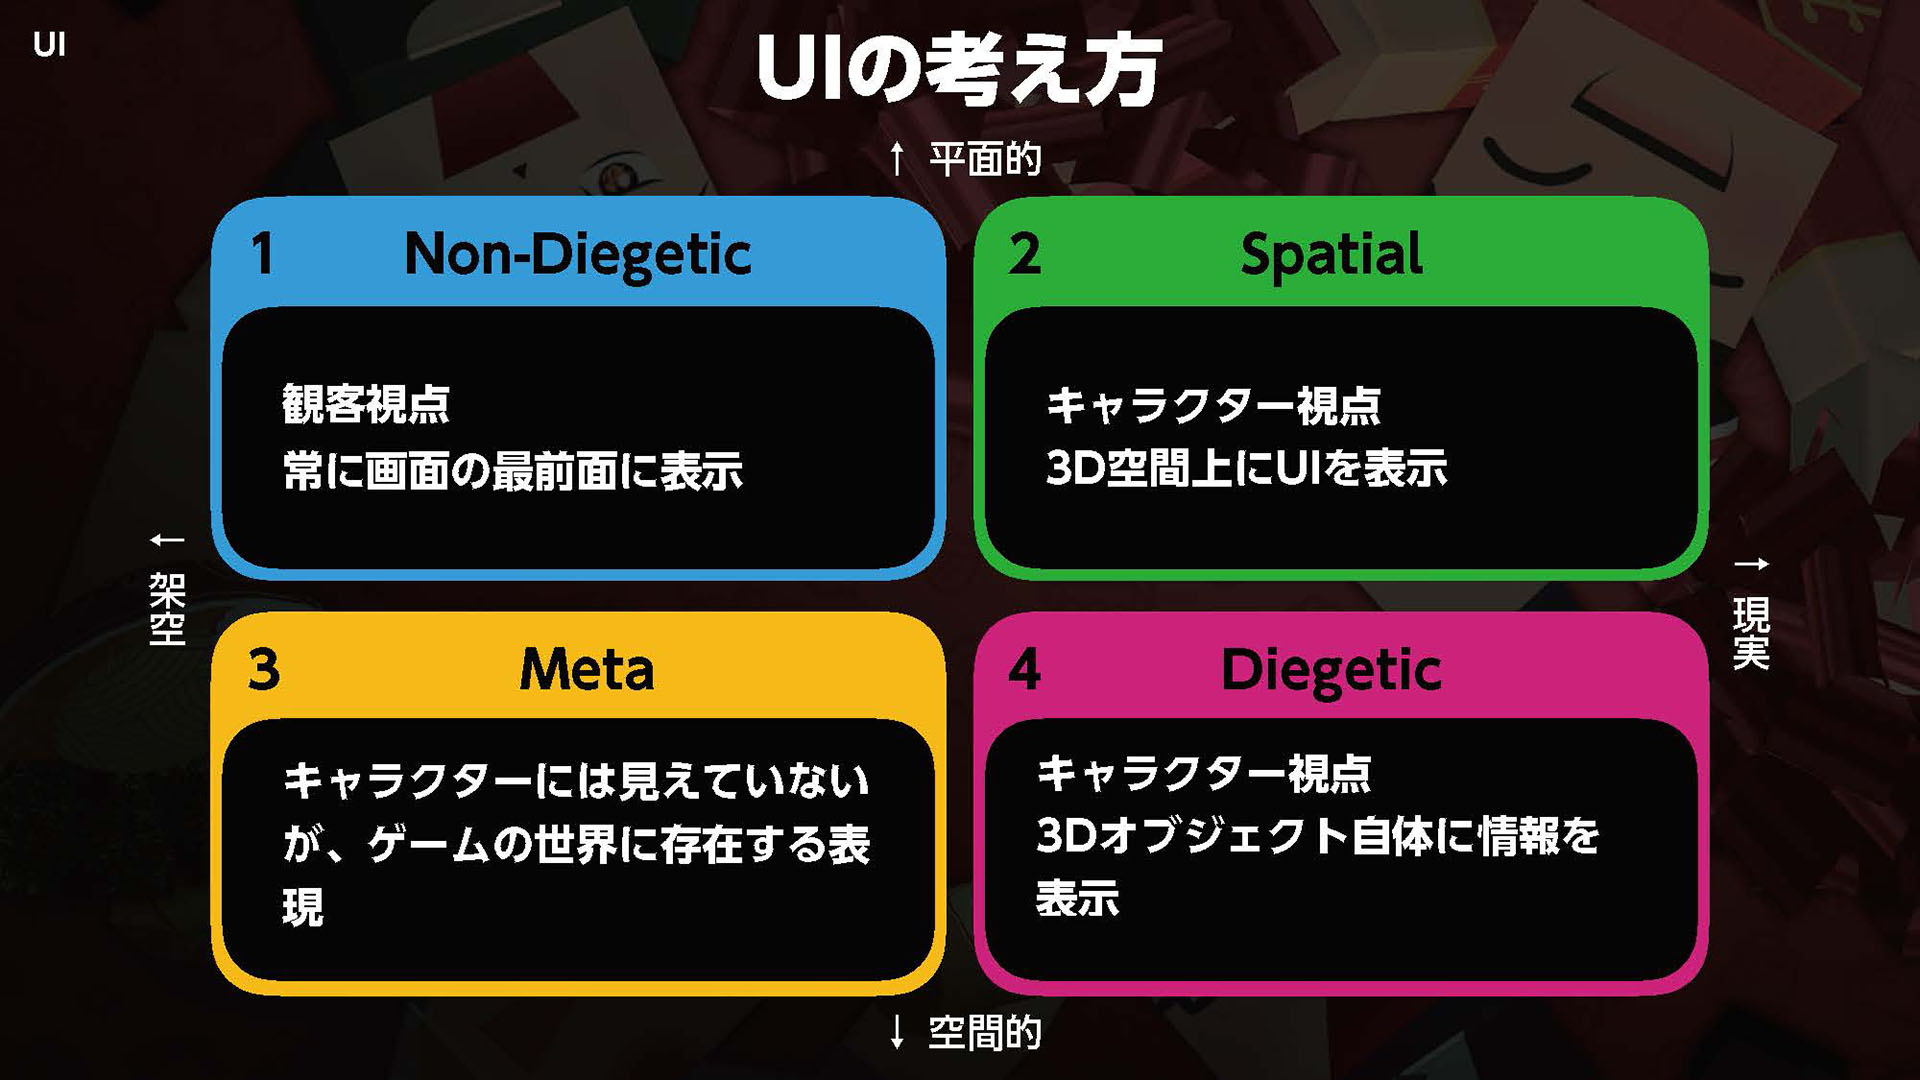 UI
UIの考え方
↑ 平面的
1 Non-Diegetic
観客視点
常に画面の最前面に表示
2 Spatial
キャラクター視点
3D空間上にUIを表示
← 架空
→ 現実
3 Meta
キャラクターには見えていない
が、ゲームの世界に存在する表
現
4 Diegetic
キャラクター視点
3Dオブジェクト自体に情報を
表示
↓ 空間的